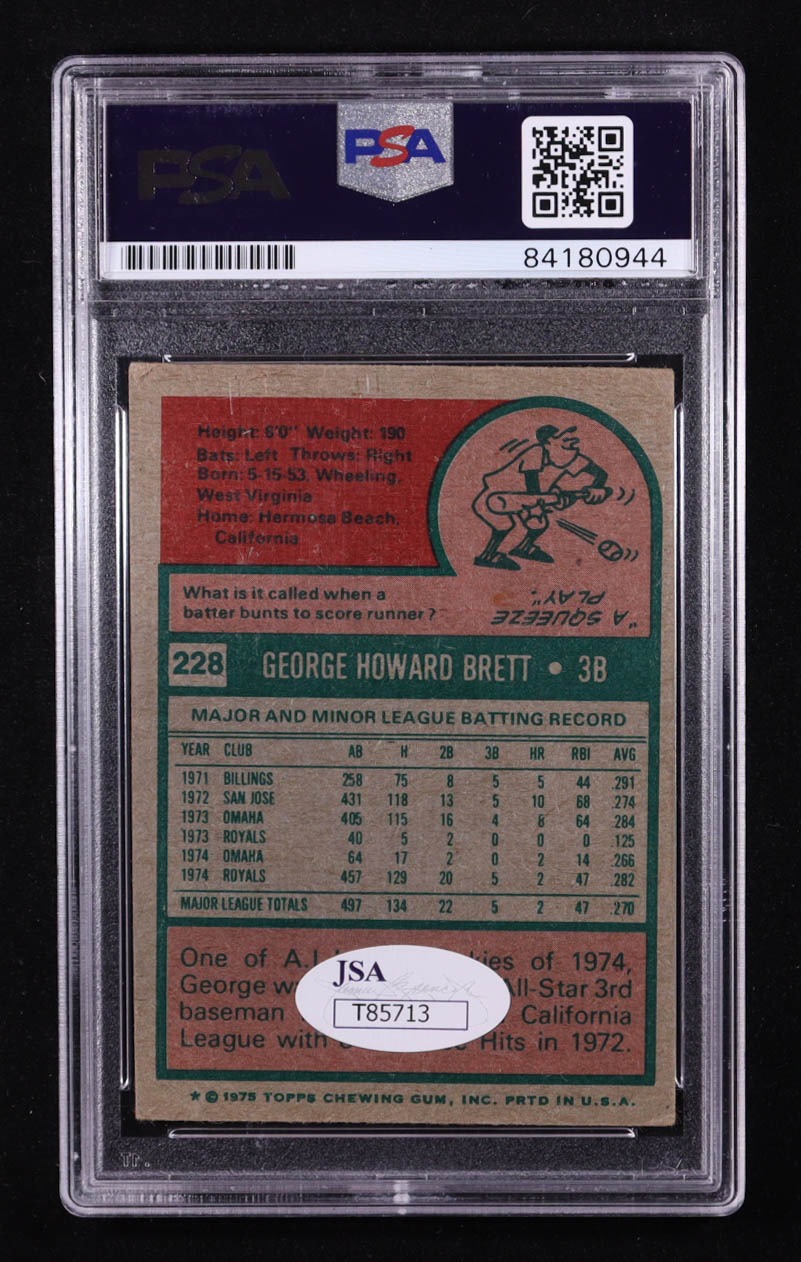 PSA
PSA
84180944
Height: 6'0" Weight: 190
Bats: Left Throws: Right
Born: 5-15-53, Wheeling,
West Virginia
Home: Hermosa Beach,
California
What is it called when a
batter bunts to score runner?
"A SQUEEZE
PLAY".
228 GEORGE HOWARD BRETT • 3B
MAJOR AND MINOR LEAGUE BATTING RECORD
YEAR CLUB AB H 2B 3B HR RBI AVG
1971 BILLINGS 258 75 8 5 5 44 .291
1972 SAN JOSE 431 118 13 5 10 68 .274
1973 OMAHA 405 115 16 4 8 64 .284
1973 ROYALS 40 5 2 0 0 0 .125
1974 OMAHA 64 17 2 0 2 14 .266
1974 ROYALS 457 129 20 5 2 47 .282
MAJOR LEAGUE TOTALS 497 134 22 5 2 47 .270
One of A.L. of 1974,
George All-Star 3rd
baseman California
League with Hits in 1972.
JSA
T85713
* © 1975 TOPPS CHEWING GUM, INC. PRTD IN U.S.A.